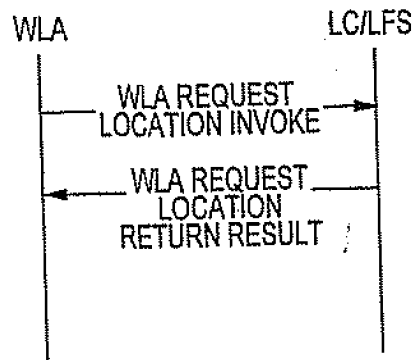 WLA LC/LFS
WLA REQUEST
LOCATION INVOKE
WLA REQUEST
LOCATION
RETURN RESULT